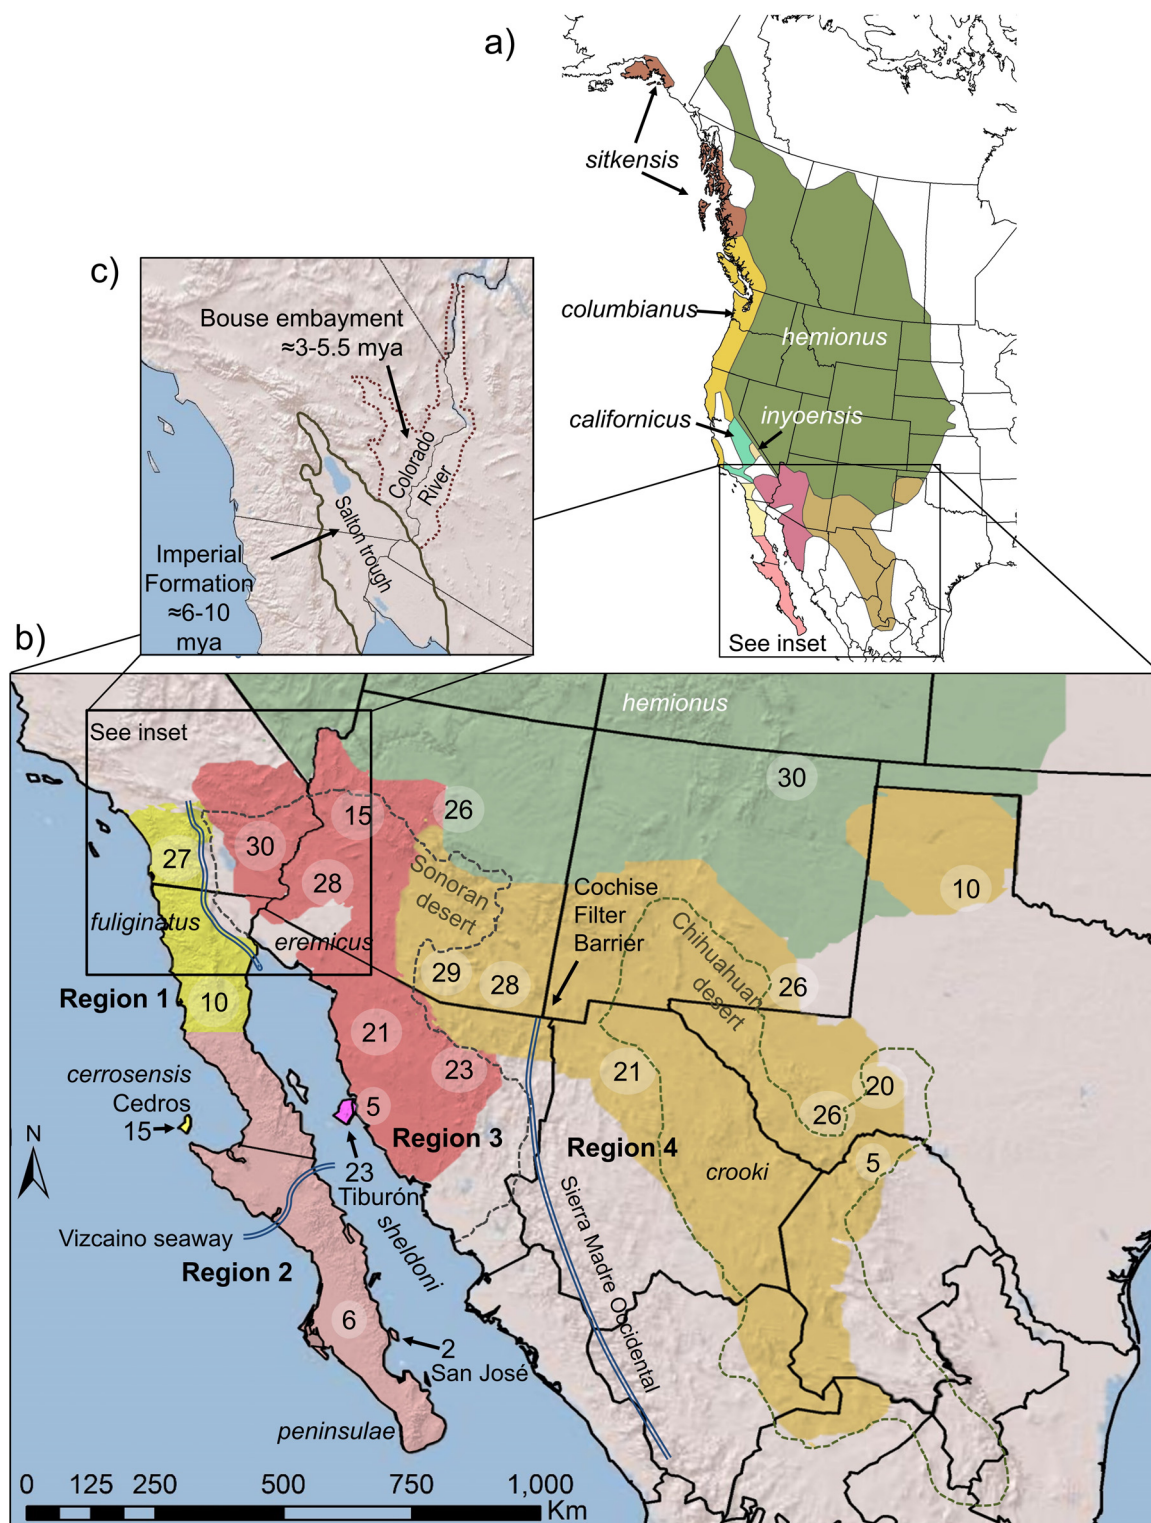 a)
sitkensis
columbianus
hemionus
californicus
inyoensis
See inset
c)
Bouse embayment
≈3-5.5 mya
Colorado
River
Salton trough
Imperial
Formation
≈6-10
mya
b)
See inset
hemionus
30
26
15
30
27
28
10
Sonoran
desert
Cochise
Filter
Barrier
Chihuahuan
desert
fuliginatus
eremicus
29
28
26
Region 1
10
21
23
21
20
26
cerrosensis
Cedros
15
5
Region 3
Region 4
crooki
5
N
23
Tiburón
sheldoni
Vizcaino seaway
Region 2
Sierra Madre Occidental
6
2
San José
peninsulae
0 125 250 500 750 1,000
Km